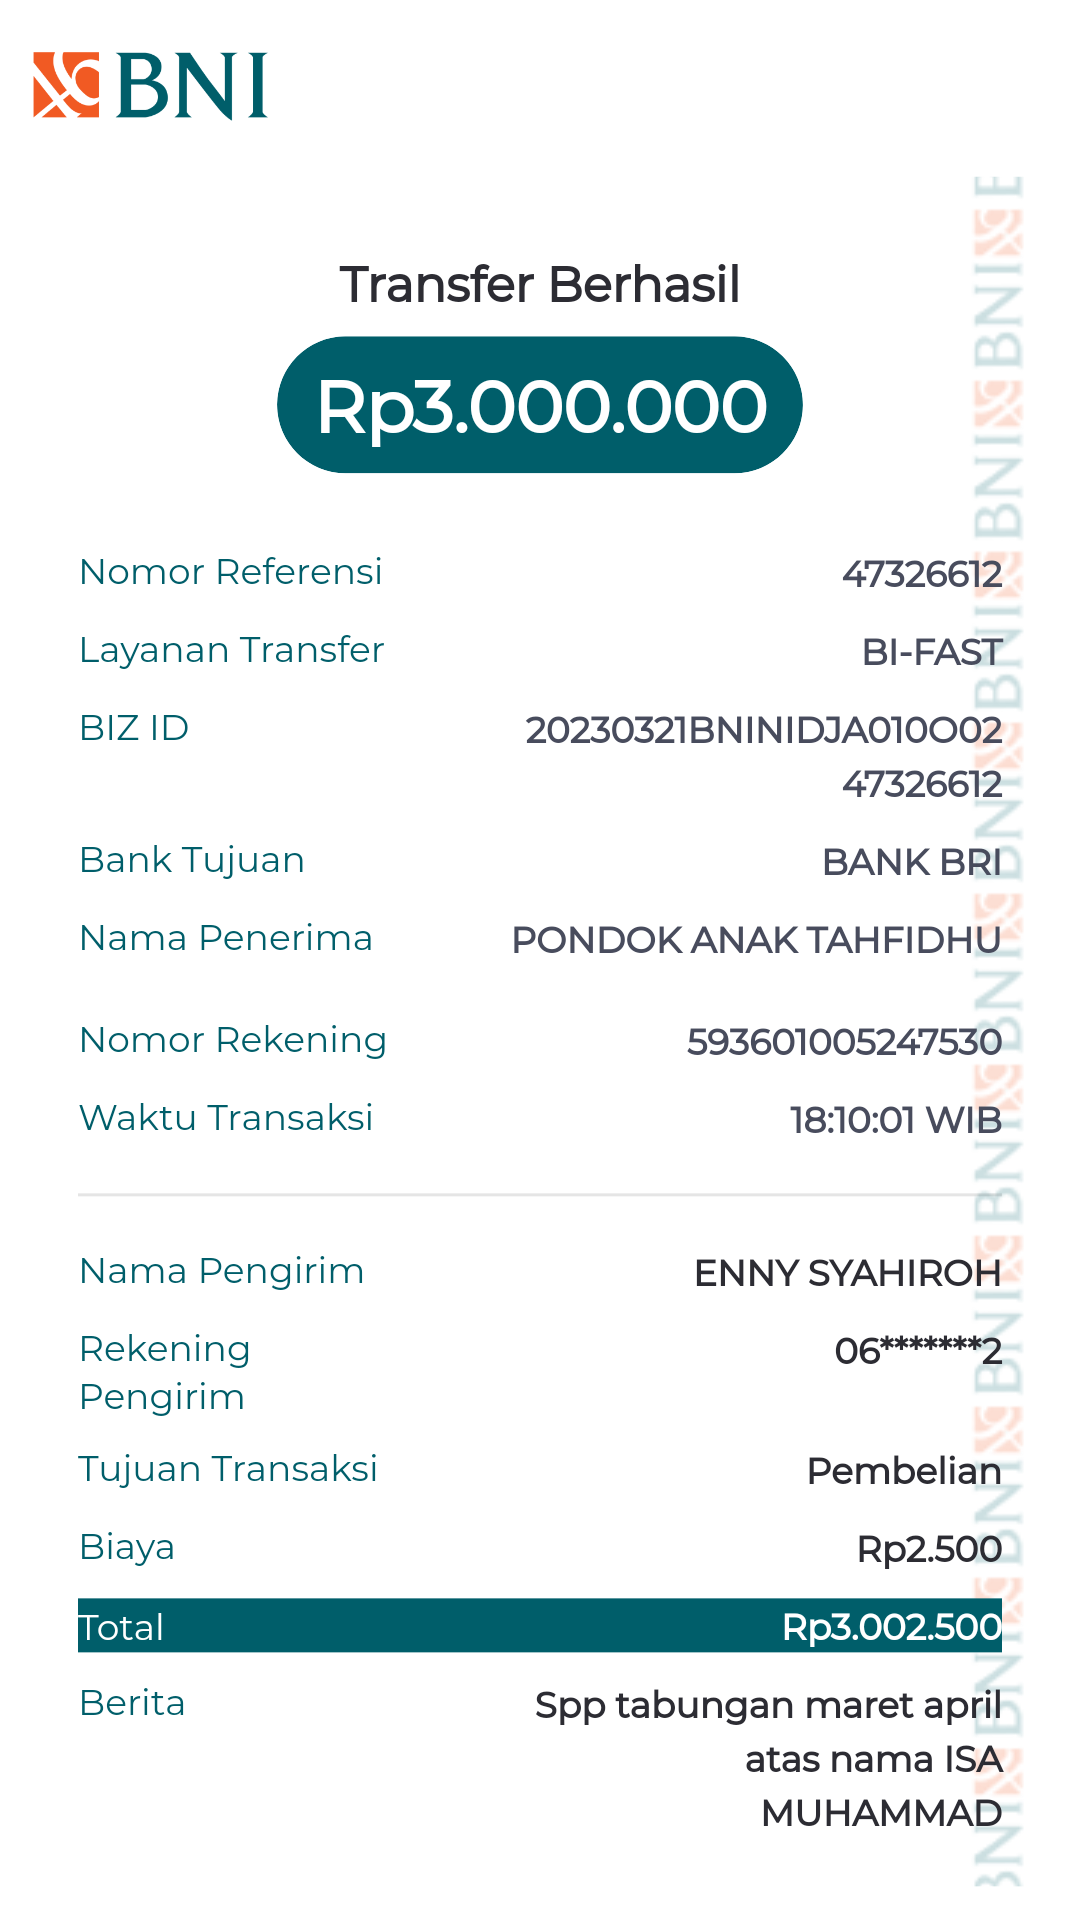 BNI
Transfer Berhasil
Rp3.000.000
Nomor Referensi 47326612
Layanan Transfer BI-FAST
BIZ ID 20230321BNINIDJA010O02
47326612
Bank Tujuan BANK BRI
Nama Penerima PONDOK ANAK TAHFIDHU
Nomor Rekening 593601005247530
Waktu Transaksi 18:10:01 WIB
Nama Pengirim ENNY SYAHIROH
Rekening 06*******2
Pengirim
Tujuan Transaksi Pembelian
Biaya Rp2.500
Total Rp3.002.500
Berita Spp tabungan maret april
atas nama ISA
MUHAMMAD
BNI BNI BNI BNI BNI BNI BNI BNI BNI BNI